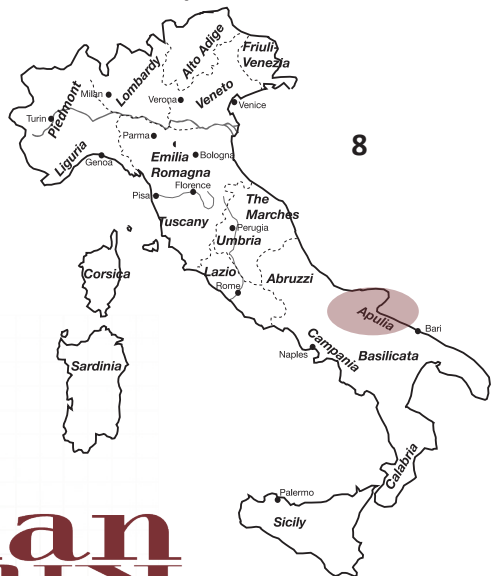 Friuli-
Venezia
Alto Adige
Lombardy
Veneto
Milan
Verona
Venice
Piedmont
Turin
Parma
Liguria
Genoa
Emilia
Romagna
Bologna
8
Florence
Pisa
Tuscany
The
Marches
Perugia
Umbria
Corsica
Lazio
Rome
Abruzzi
Apulia
Bari
Campania
Naples
Basilicata
Sardinia
Calabria
Palermo
Sicily
an